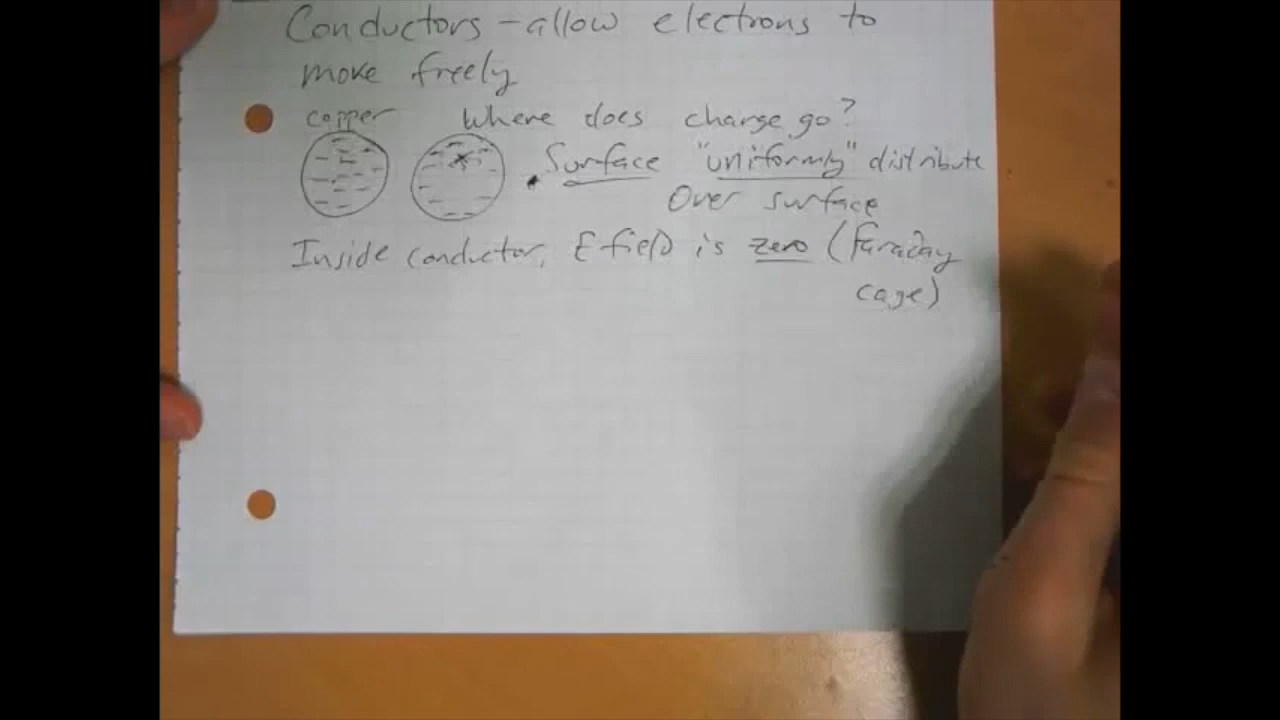 Conductors - allow electrons to
move freely
copper Where does charge go?
Surface "uniformly" distribute
Over surface
Inside conductor, E field is zero (Faraday
cage)